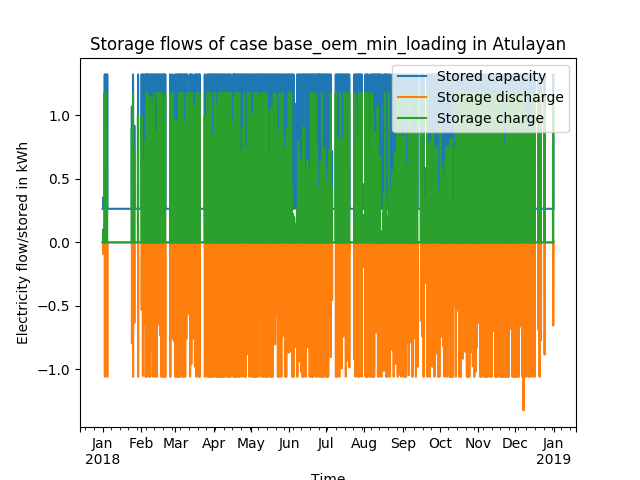 Storage flows of case base_oem_min_loading in Atulayan
Stored capacity
Storage discharge
Storage charge
Electricity flow/stored in kWh
1.0
0.5
0.0
−0.5
−1.0
Jan Feb Mar Apr May Jun Jul Aug Sep Oct Nov Dec Jan
2018 2019
Time